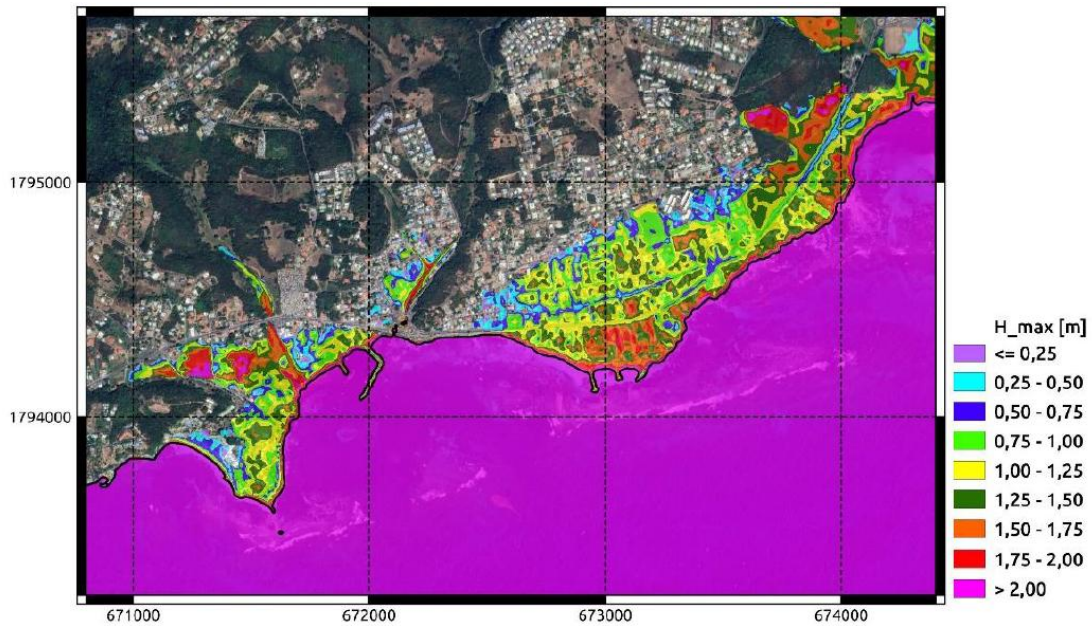 1795000
1794000
671000
672000
673000
674000
H_max [m]
<= 0,25
0,25 - 0,50
0,50 - 0,75
0,75 - 1,00
1,00 - 1,25
1,25 - 1,50
1,50 - 1,75
1,75 - 2,00
> 2,00